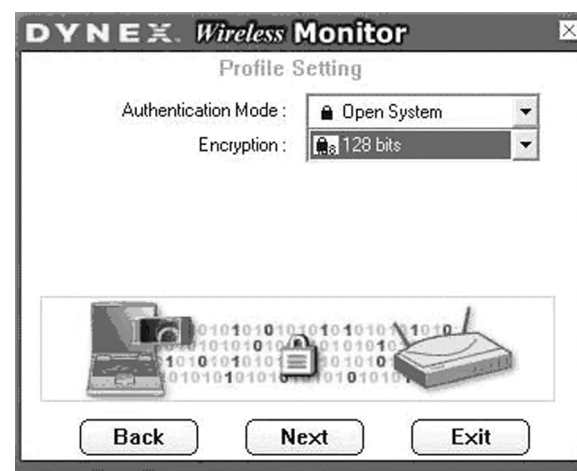 DYNEX Wireless Monitor
Profile Setting
Authentication Mode : Open System
Encryption : 128 bits
Back Next Exit